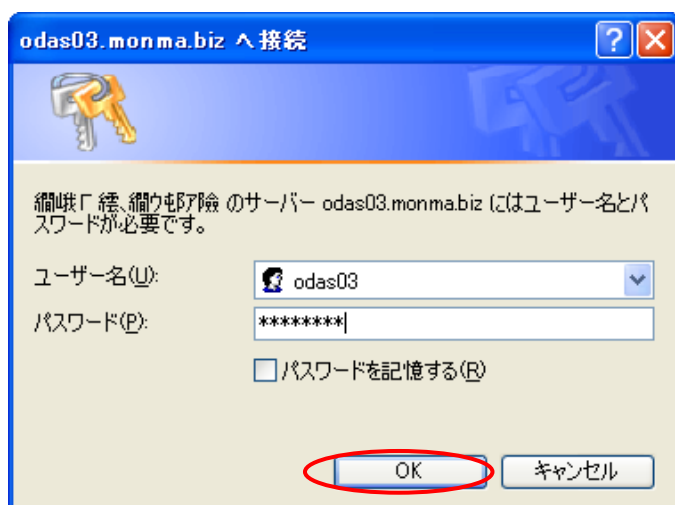 odas03.monma.biz へ接続
のサーバー odas03.monma.biz にはユーザー名とパ
スワードが必要です。
ユーザー名(U):
odas03
パスワード(P):
********
パスワードを記憶する(R)
OK
キャンセル